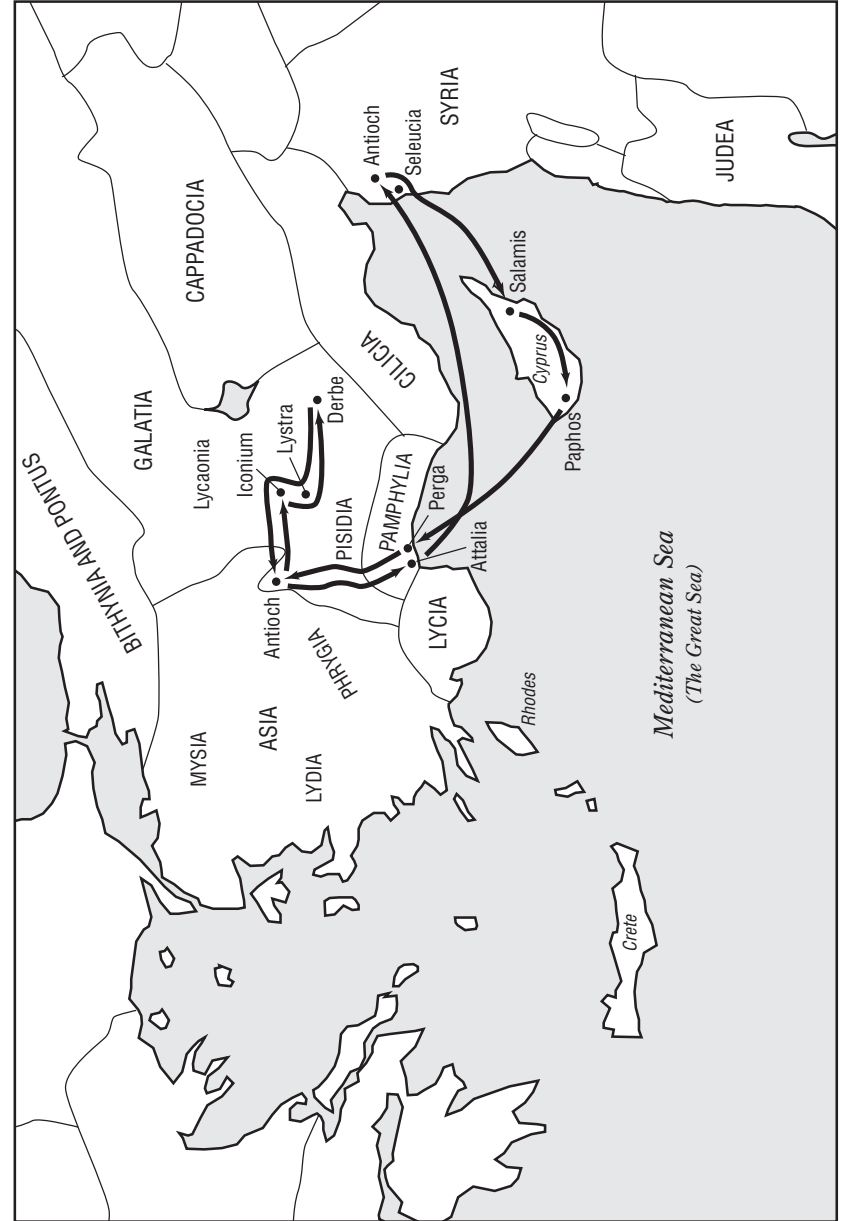 BITHYNIA AND PONTUS
GALATIA
CAPPADOCIA
Lycaonia
Iconium
Lystra
Derbe
MYSIA
ASIA
LYDIA
PHRYGIA
Antioch
PISIDIA
PAMPHYLIA
Perga
Attalia
LYCIA
CILICIA
Antioch
Seleucia
SYRIA
Salamis
Cyprus
Paphos
Rhodes
Crete
Mediterranean Sea
(The Great Sea)
JUDEA